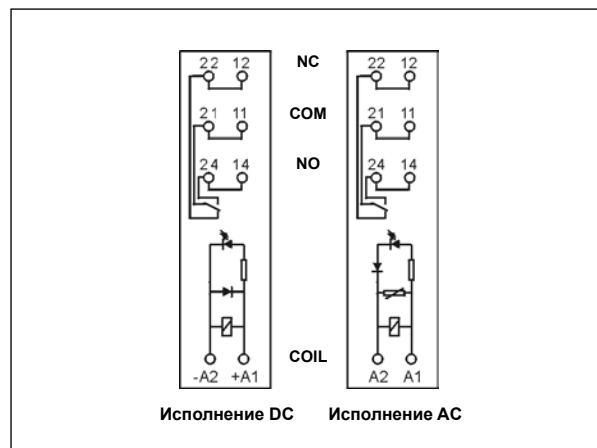 22 12 NC 22 12
21 11 COM 21 11
24 14 NO 24 14
COIL
-A2 +A1 A2 A1
Исполнение DC Исполнение AC